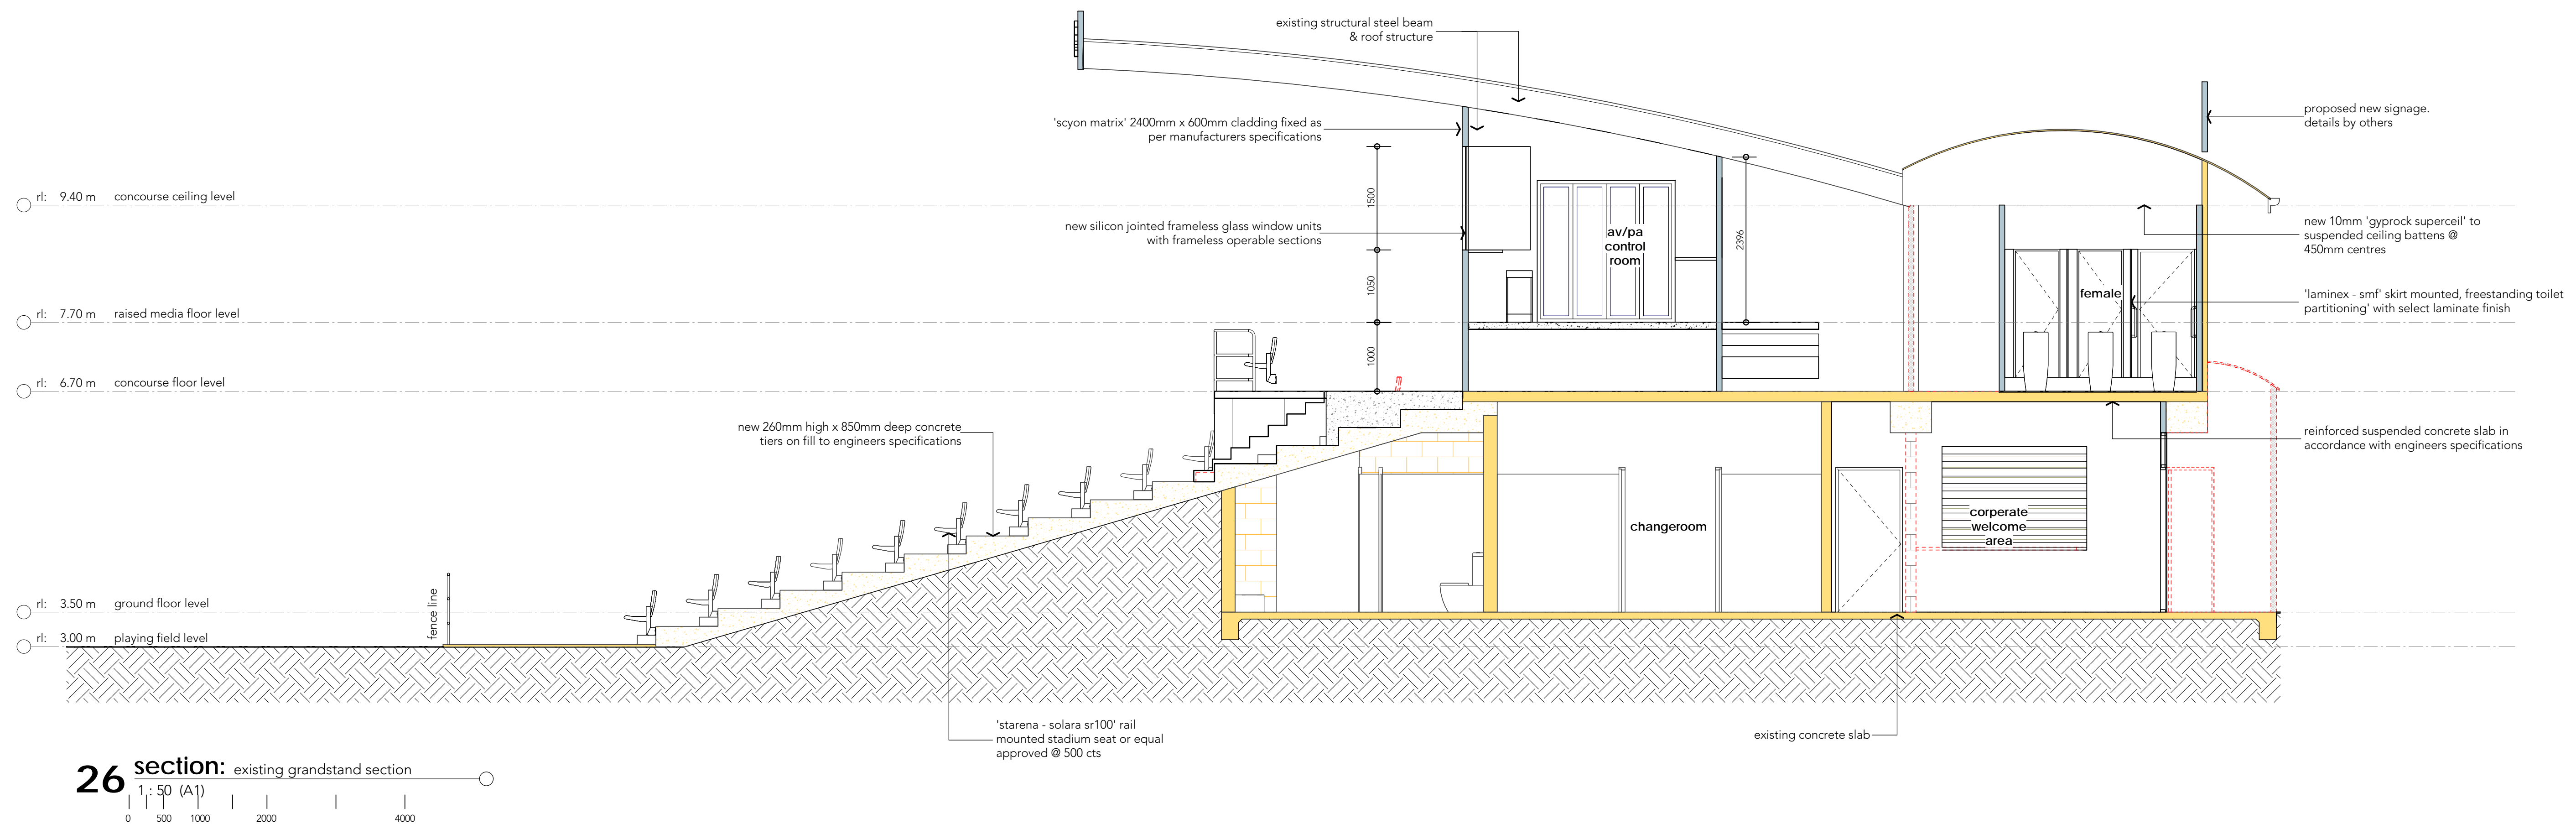 existing structural steel beam
& roof structure
'scyon matrix' 2400mm x 600mm cladding fixed as
per manufacturers specifications
proposed new signage.
details by others
rl: 9.40 m concourse ceiling level
1500
new silicon jointed frameless glass window units
with frameless operable sections
av/pa
control
room
2396
new 10mm 'gyprock superceil' to
suspended ceiling battens @
450mm centres
1050
female
'laminex - smf' skirt mounted, freestanding toilet
partitioning' with select laminate finish
rl: 7.70 m raised media floor level
1000
rl: 6.70 m concourse floor level
new 260mm high x 850mm deep concrete
tiers on fill to engineers specifications
reinforced suspended concrete slab in
accordance with engineers specifications
changeroom
corperate
welcome
area
fence line
rl: 3.50 m ground floor level
rl: 3.00 m playing field level
'starena - solara sr100' rail
mounted stadium seat or equal
approved @ 500 cts
existing concrete slab
26 section: existing grandstand section
1 : 50 (A1)
0 500 1000 2000 4000